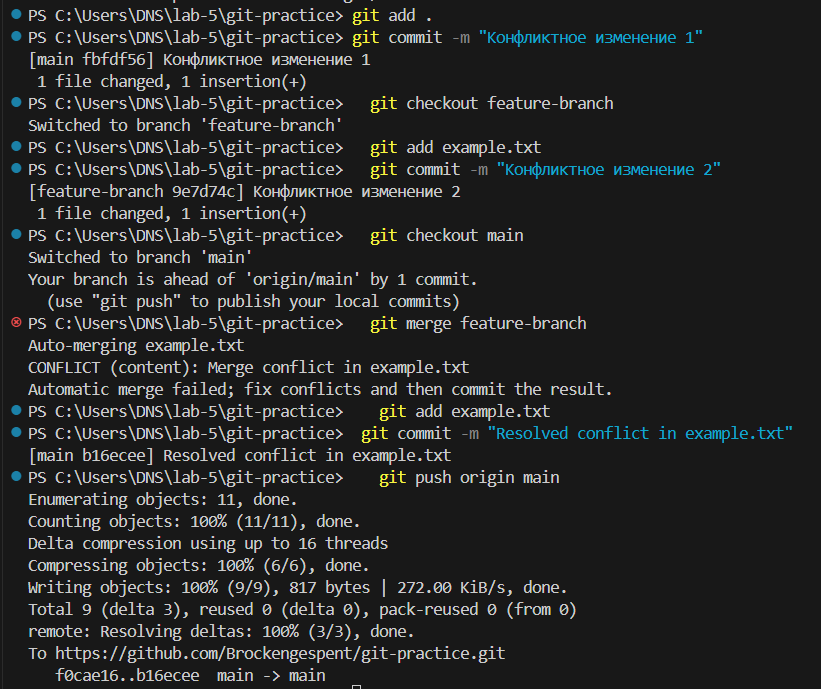 PS C:\Users\DNS\lab-5\git-practice> git add .
PS C:\Users\DNS\lab-5\git-practice> git commit -m "Конфликтное изменение 1"
[main fbfdf56] Конфликтное изменение 1
 1 file changed, 1 insertion(+)
PS C:\Users\DNS\lab-5\git-practice>   git checkout feature-branch
Switched to branch 'feature-branch'
PS C:\Users\DNS\lab-5\git-practice>   git add example.txt
PS C:\Users\DNS\lab-5\git-practice>   git commit -m "Конфликтное изменение 2"
[feature-branch 9e7d74c] Конфликтное изменение 2
 1 file changed, 1 insertion(+)
PS C:\Users\DNS\lab-5\git-practice>   git checkout main
Switched to branch 'main'
Your branch is ahead of 'origin/main' by 1 commit.
  (use "git push" to publish your local commits)
PS C:\Users\DNS\lab-5\git-practice>   git merge feature-branch
Auto-merging example.txt
CONFLICT (content): Merge conflict in example.txt
Automatic merge failed; fix conflicts and then commit the result.
PS C:\Users\DNS\lab-5\git-practice>    git add example.txt
PS C:\Users\DNS\lab-5\git-practice>  git commit -m "Resolved conflict in example.txt"
[main b16ecee] Resolved conflict in example.txt
PS C:\Users\DNS\lab-5\git-practice>    git push origin main
Enumerating objects: 11, done.
Counting objects: 100% (11/11), done.
Delta compression using up to 16 threads
Compressing objects: 100% (6/6), done.
Writing objects: 100% (9/9), 817 bytes | 272.00 KiB/s, done.
Total 9 (delta 3), reused 0 (delta 0), pack-reused 0 (from 0)
remote: Resolving deltas: 100% (3/3), done.
To https://github.com/Brockengespent/git-practice.git
   f0cae16..b16ecee  main -> main